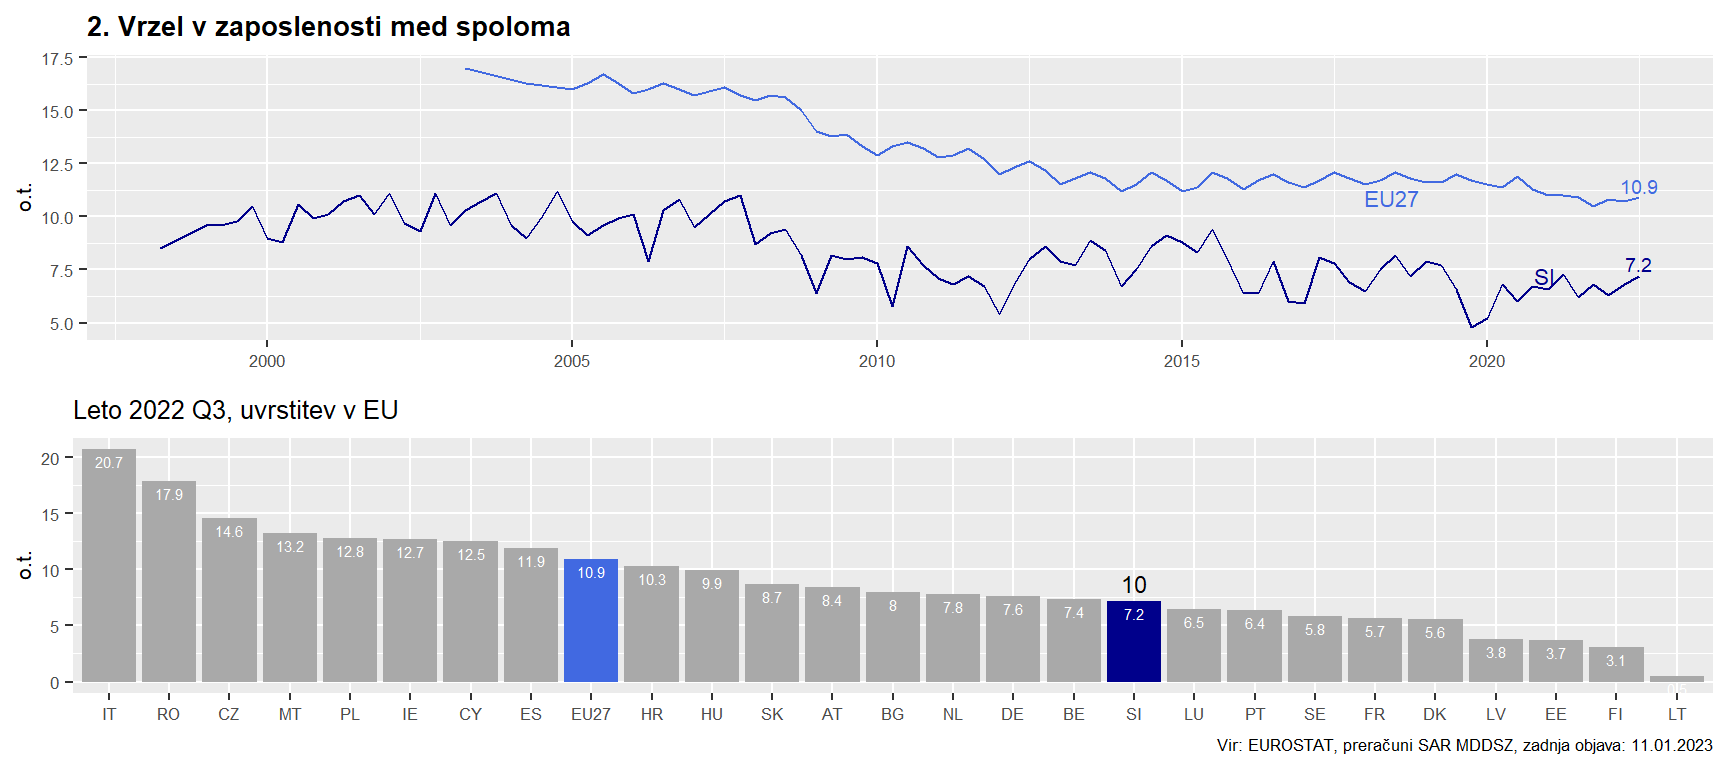 2. Vrzel v zaposlenosti med spoloma
17.5
15.0
12.5
10.0
7.5
5.0
o.t.
10.9
EU27
7.2
SI
2000 2005 2010 2015 2020
Leto 2022 Q3, uvrstitev v EU
20
15
10
5
0
o.t.
20.7 17.9 14.6 13.2 12.8 12.7 12.5 11.9 10.9 10.3 9.9 8.7 8.4 8 7.8 7.6 7.4 7.2 6.5 6.4 5.8 5.7 5.6 3.8 3.7 3.1 0.5
10
IT RO CZ MT PL IE CY ES EU27 HR HU SK AT BG NL DE BE SI LU PT SE FR DK LV EE FI LT
Vir: EUROSTAT, preračuni SAR MDDSZ, zadnja objava: 11.01.2023